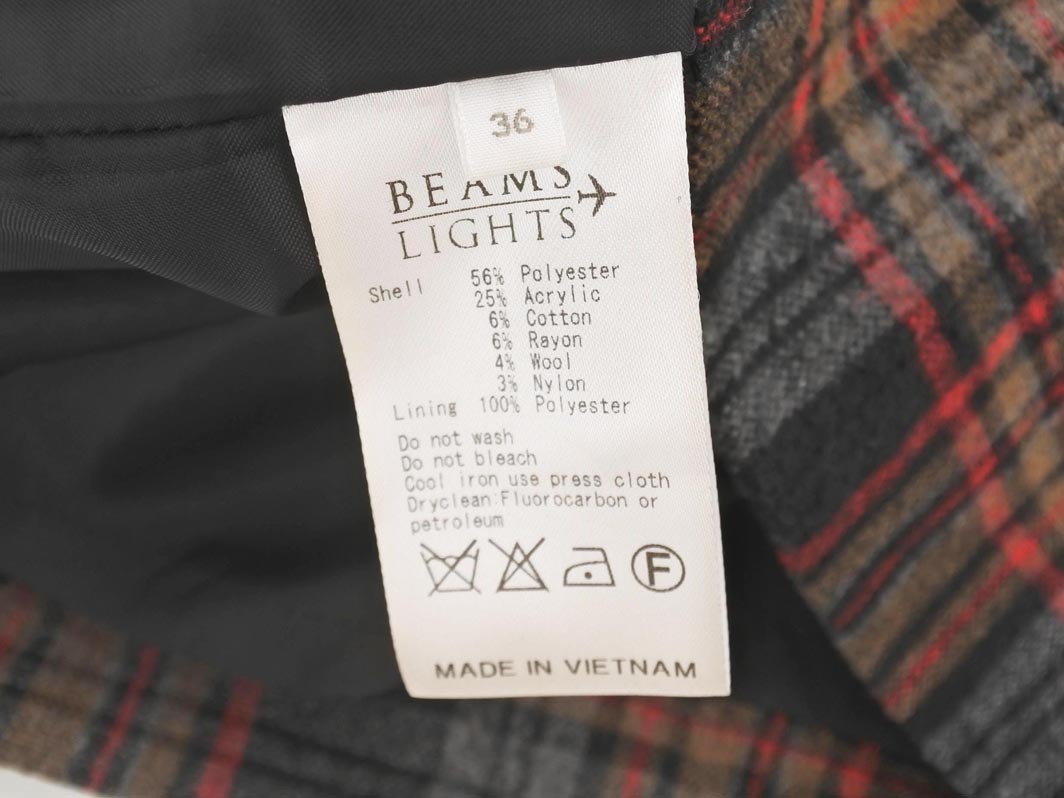 36
BEAMS
LIGHTS
Shell 56% Polyester
25% Acrylic
6% Cotton
6% Rayon
4% Wool
3% Nylon
Lining 100% Polyester
Do not wash
Do not bleach
Cool iron use press cloth
Dryclean:Fluorocarbon or
petroleum
F
MADE IN VIETNAM